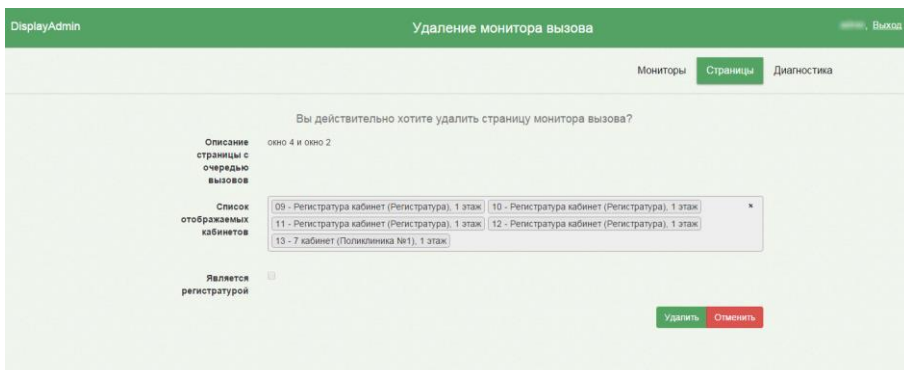 DisplayAdmin
Удаление монитора вызова
, Выход
Мониторы Страницы Диагностика
Вы действительно хотите удалить страницу монитора вызова?
Описание окно 4 и окно 2
страницы с
очередью
вызовов
Список 09 - Регистратура кабинет (Регистратура), 1 этаж 10 - Регистратура кабинет (Регистратура), 1 этаж ×
отображаемых 11 - Регистратура кабинет (Регистратура), 1 этаж 12 - Регистратура кабинет (Регистратура), 1 этаж
кабинетов 13 - 7 кабинет (Поликлиника №1), 1 этаж
Является
регистратурой
Удалить Отменить